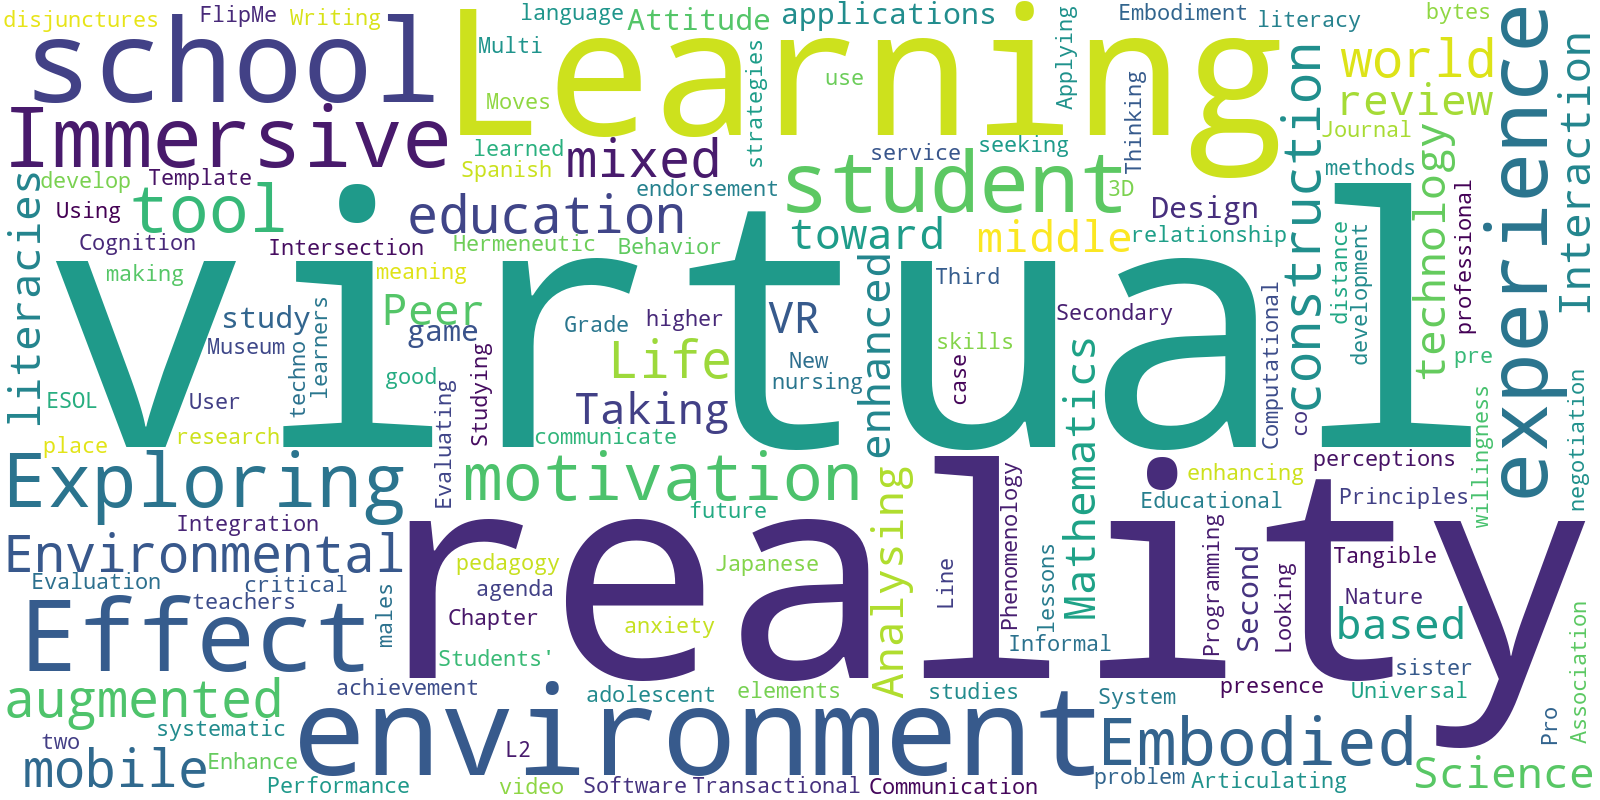 disjunctures
FlipMe
Writing
language
Attitude
applications
Embodiment
literacy
bytes
school
Learning
Multi
Moves
strategies
use
Applying
Thinking
construction
world
review
experience
Interaction
Immersive
learned
Spanish
mixed
service
seeking
student
3D
Journal
methods
technology
develop
Template
endorsement
literacies
Using
tool
education
Design
toward
middle
relationship
professional
Cognition
Intersection
Hermeneutic
Behavior
making
meaning
virtual
enhanced
Third
distance
development
Peer
study
game
Grade
higher
VR
Secondary
Computational
Museum
techno
learners
Life
New
nursing
skills
case
pre
good
Studying
Evaluating
Mathematics
ESOL
User
Taking
co
place
research
communicate
willingness
negotiation
Exploring
motivation
Analysing
reality
Phenomenology
enhancing
perceptions
Educational
Principles
future
Integration
Environmental
pedagogy
Japanese
Line
lessons
Programming
Second
Looking
Tangible
Evaluation
critical
agenda
Nature
teachers
males
Chapter
anxiety
Informal
based
Effect
Students'
sister
Association
augmented
achievement
adolescent
elements
studies
System
presence
Universal
environment
systematic
Pro
two
L2
Embodied
mobile
Enhance
Science
Performance
video
Software
Transactional
Communication
problem
Articulating